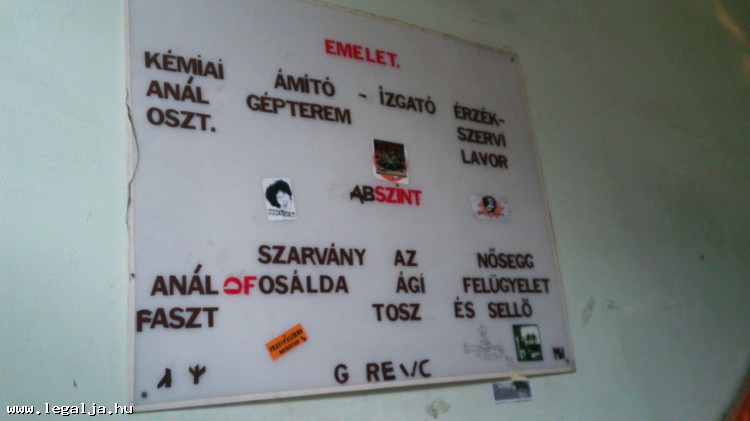 EMELET.
KÉMIAI
ANÁL
OSZT.
ÁMÍTÓ - IZGATÓ
GÉPTEREM
ÉRZÉK-
SZERVI
LAVOR
ABSZINT
SZARVÁNY AZ NŐSEGG
ANÁL OFOSÁLDA ÁGI FELÜGYELET
FASZT TOSZ ÉS SELLŐ
G RE
www.legalja.hu